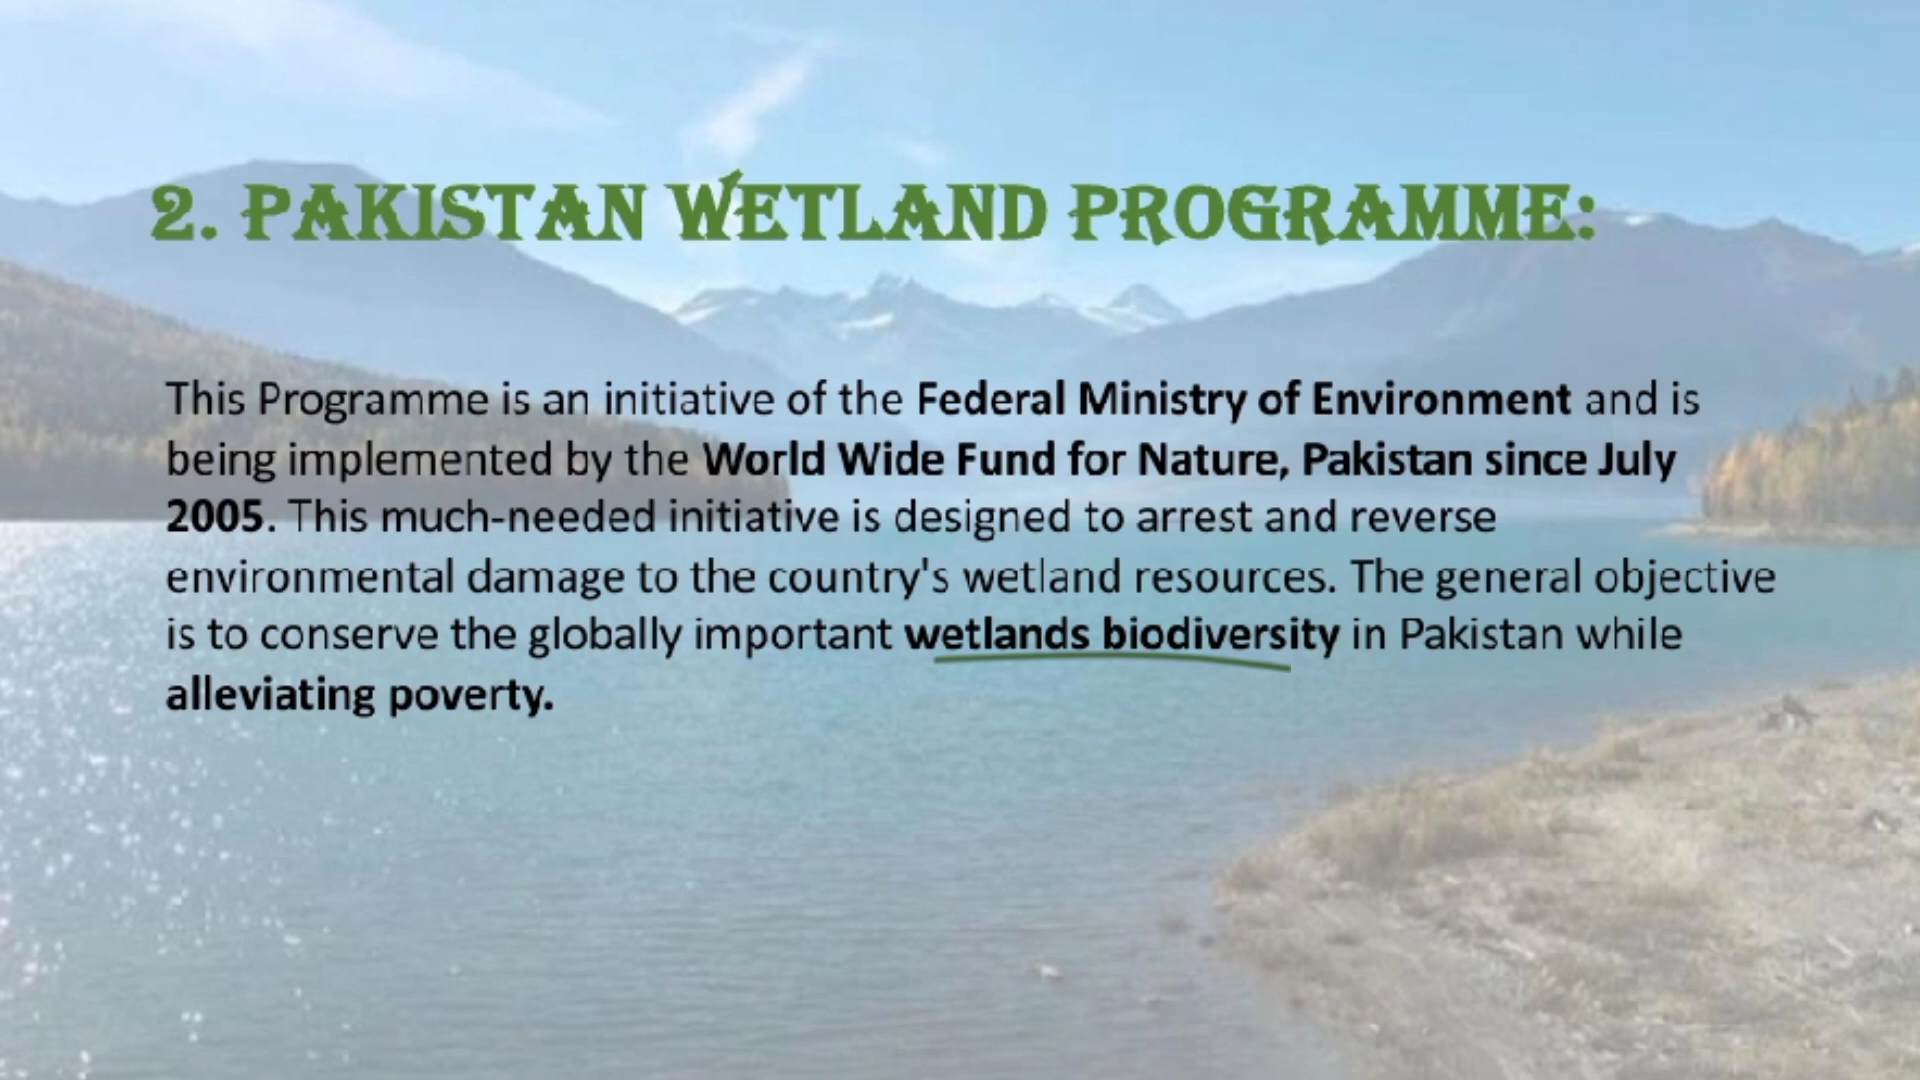 2. PAKISTAN WETLAND PROGRAMME:
This Programme is an initiative of the Federal Ministry of Environment and is
being implemented by the World Wide Fund for Nature, Pakistan since July
2005. This much-needed initiative is designed to arrest and reverse
environmental damage to the country's wetland resources. The general objective
is to conserve the globally important wetlands biodiversity in Pakistan while
alleviating poverty.